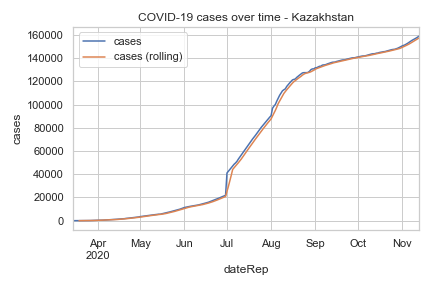 COVID-19 cases over time - Kazakhstan
cases
cases (rolling)
160000
140000
120000
100000
80000
60000
40000
20000
0
cases
Apr May Jun Jul Aug Sep Oct Nov
2020
dateRep